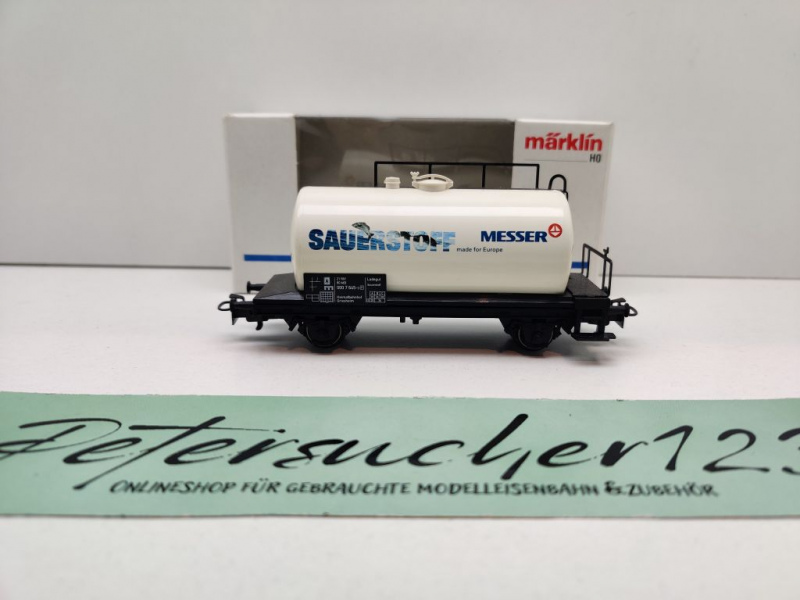 märklin
H0
SAUERSTOFF
MESSER
made for Europe
Petersucher123
ONLINESHOP FÜR GEBRAUCHTE MODELLEISENBAHN & ZUBEHÖR